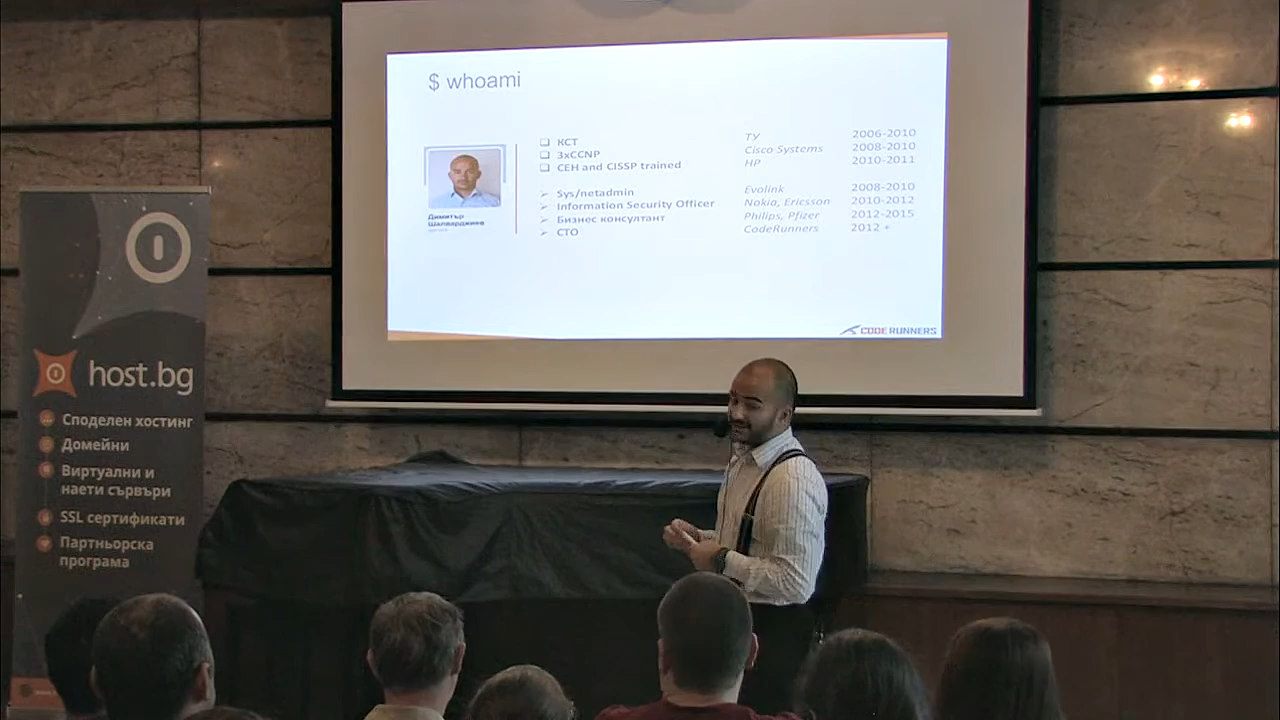 $ whoami
КСТ ТУ 2006-2010
3xCCNP Cisco Systems 2008-2010
CEH and CISSP trained HP 2010-2011
Sys/netadmin Evolink 2008-2010
Information Security Officer Nokia, Ericsson 2010-2012
Бизнес консултант Philips, Pfizer 2012-2015
CTO CodeRunners 2012 +
Димитър
Шалварджиев
CODE RUNNERS
host.bg
Споделен хостинг
Домейни
Виртуални и
наети сървъри
SSL сертификати
Партньорска
програма